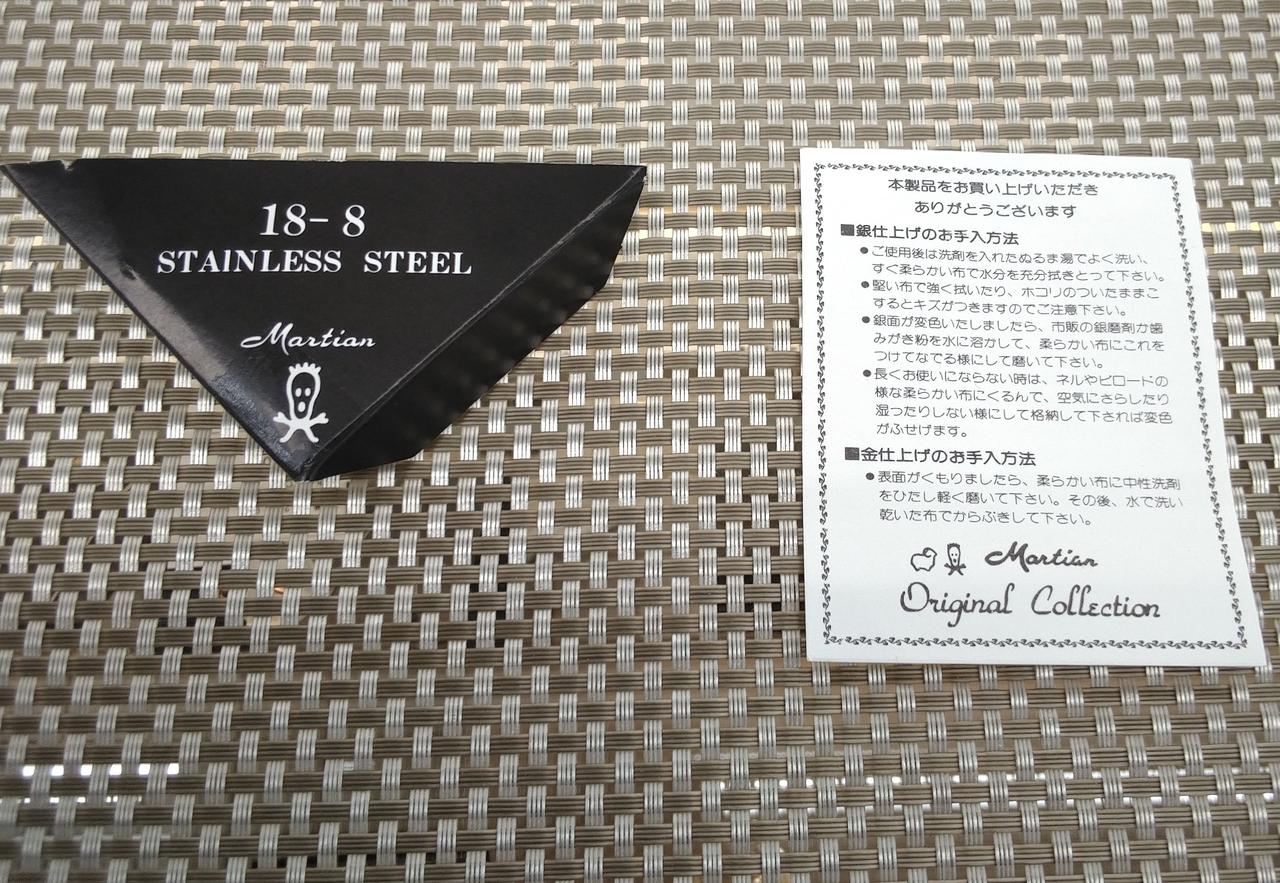 18-8
STAINLESS STEEL
Martian
本製品をお買い上げいただき
ありがとうございます
■銀仕上げのお手入方法
●ご使用後は洗剤を入れたぬるま湯でよく洗い、
すぐ柔らかい布で水分を充分拭きとって下さい。
●堅い布で強く拭いたり、ホコリのついたままこ
するとキズがつきますのでご注意下さい。
●銀面が変色いたしましたら、市販の銀磨剤か歯
みがき粉を水に溶かして、柔らかい布にこれを
つけてなでる様にして磨いて下さい。
●長くお使いにならない時は、ネルやビロードの
様な柔らかい布にくるんで、空気にさらしたり
湿ったりしない様にして格納して下されば変色
がふせげます。
■金仕上げのお手入方法
●表面がくもりましたら、柔らかい布に中性洗剤
をひたし軽く磨いて下さい。その後、水で洗い
乾いた布でからぶきして下さい。
Martian
Original Collection